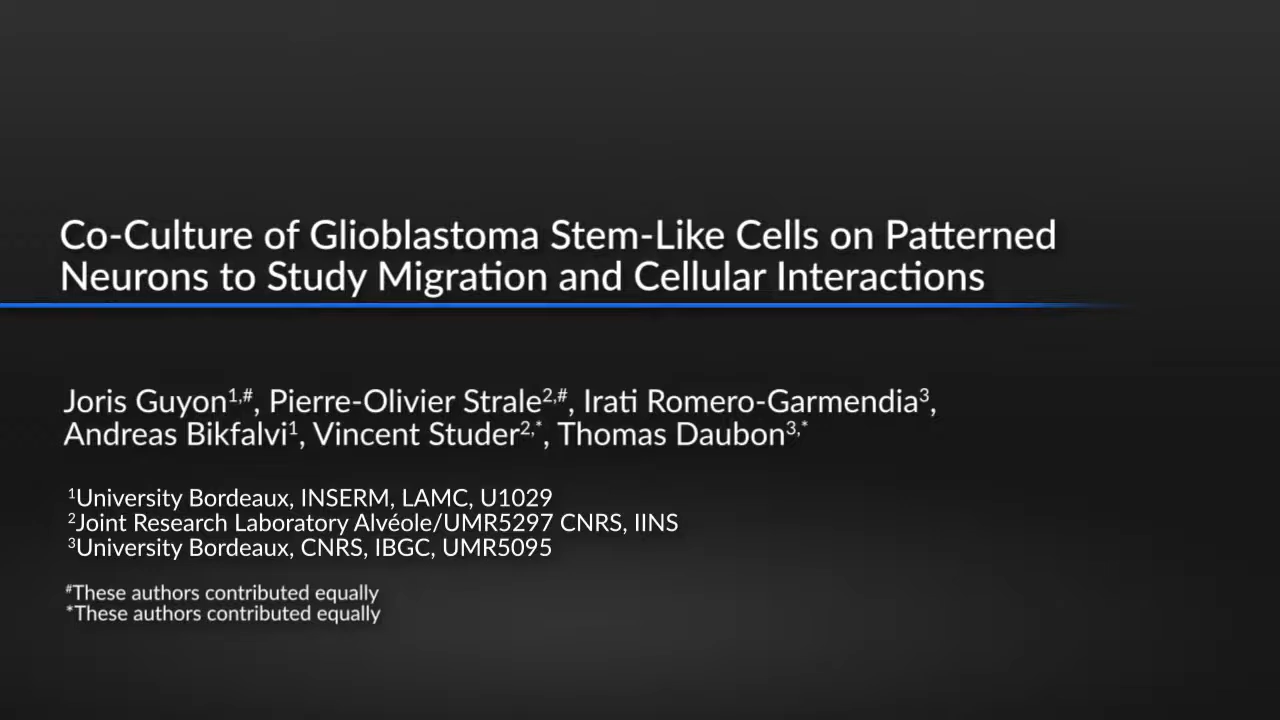 Co-Culture of Glioblastoma Stem-Like Cells on Patterned
Neurons to Study Migration and Cellular Interactions
Joris Guyon1,#, Pierre-Olivier Strale2,#, Irati Romero-Garmendia3,
Andreas Bikfalvi1, Vincent Studer2,*, Thomas Daubon3,*
1University Bordeaux, INSERM, LAMC, U1029
2Joint Research Laboratory Alvéole/UMR5297 CNRS, IINS
3University Bordeaux, CNRS, IBGC, UMR5095
#These authors contributed equally
*These authors contributed equally